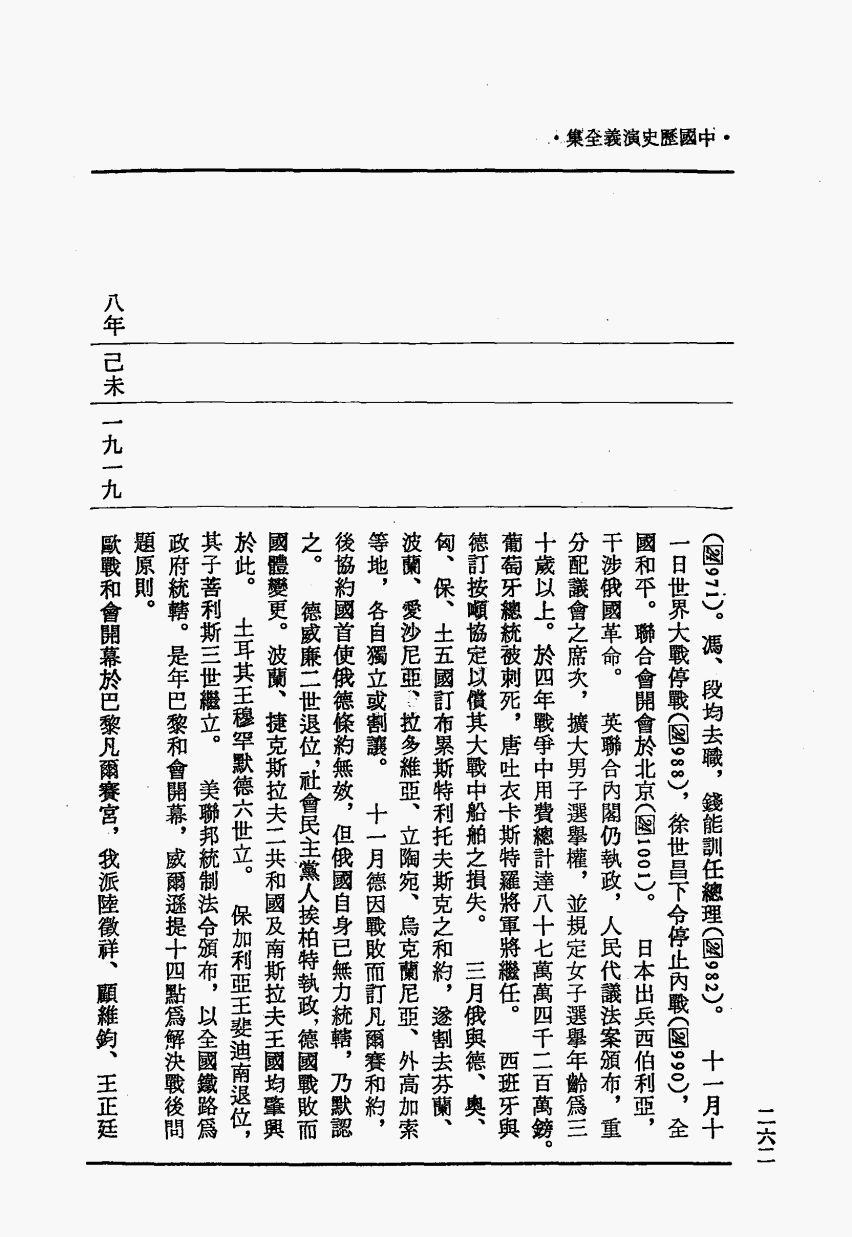 ·中國歷史演義全集·
二六二
（圖971）。馮、段均去職，錢能訓任總理（圖982）。　十一月十
一日世界大戰停戰（圖988），徐世昌下令停止內戰（圖990），全
國和平。聯合會開會於北京（圖1001）。　日本出兵西伯利亞，
干涉俄國革命。　英聯合內閣仍執政，人民代議法案頒布，重
分配議會之席次，擴大男子選舉權，並規定女子選舉年齡爲三
十歲以上。於四年戰爭中用費總計達八十七萬萬四千二百萬鎊。
葡萄牙總統被刺死，唐吐衣卡斯特羅將軍將繼任。　西班牙與
德訂按噸協定以償其大戰中船舶之損失。　三月俄與德、奧、
匈、保、土五國訂布累斯特利托夫斯克之和約，遂割去芬蘭、
波蘭、愛沙尼亞、拉多維亞、立陶宛、烏克蘭尼亞、外高加索
等地，各自獨立或割讓。　十一月德因戰敗而訂凡爾賽和約，
後協約國首使俄德條約無效，但俄國自身已無力統轄，乃默認
之。　德威廉二世退位，社會民主黨人挨柏特執政，德國戰敗而
國體變更。波蘭、捷克斯拉夫二共和國及南斯拉夫王國均肇興
於此。　土耳其王穆罕默德六世立。　保加利亞王斐迪南退位，
其子菩利斯三世繼立。　美聯邦統制法令頒布，以全國鐵路爲
政府統轄。是年巴黎和會開幕，威爾遜提十四點爲解決戰後問
題原則。
八年
己未
一九一九
歐戰和會開幕於巴黎凡爾賽宮，我派陸徵祥、顧維鈞、王正廷